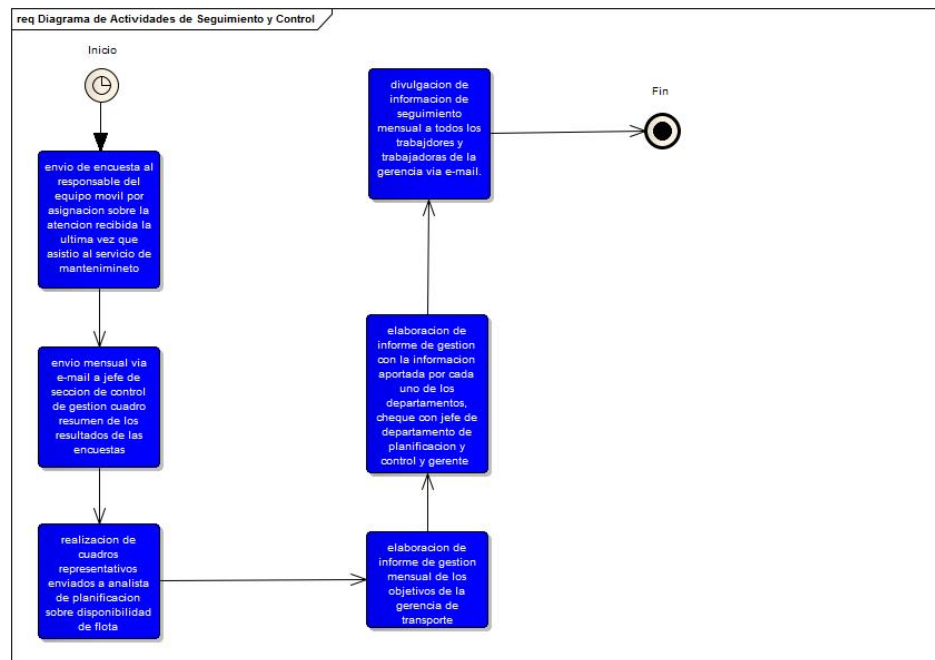 req Diagrama de Actividades de Seguimiento y Control
Inicio
envio de encuesta al
responsable del
equipo movil por
asignacion sobre la
atencion recibida la
ultima vez que
asistio al servicio de
mantenimineto
envio mensual via
e-mail a jefe de
seccion de control
de gestion cuadro
resumen de los
resultados de las
encuestas
realizacion de
cuadros
representativos
enviados a analista
de planificacion
sobre disponibilidad
de flota
elaboracion de
informe de gestion
mensual de los
objetivos de la
gerencia de
transporte
elaboracion de
informe de gestion
con la informacion
aportada por cada
uno de los
departamentos,
cheque con jefe de
departamento de
planificacion y
control y gerente
divulgacion de
informacion de
seguimiento
mensual a todos los
trabajdores y
trabajadoras de la
gerencia via e-mail.
Fin